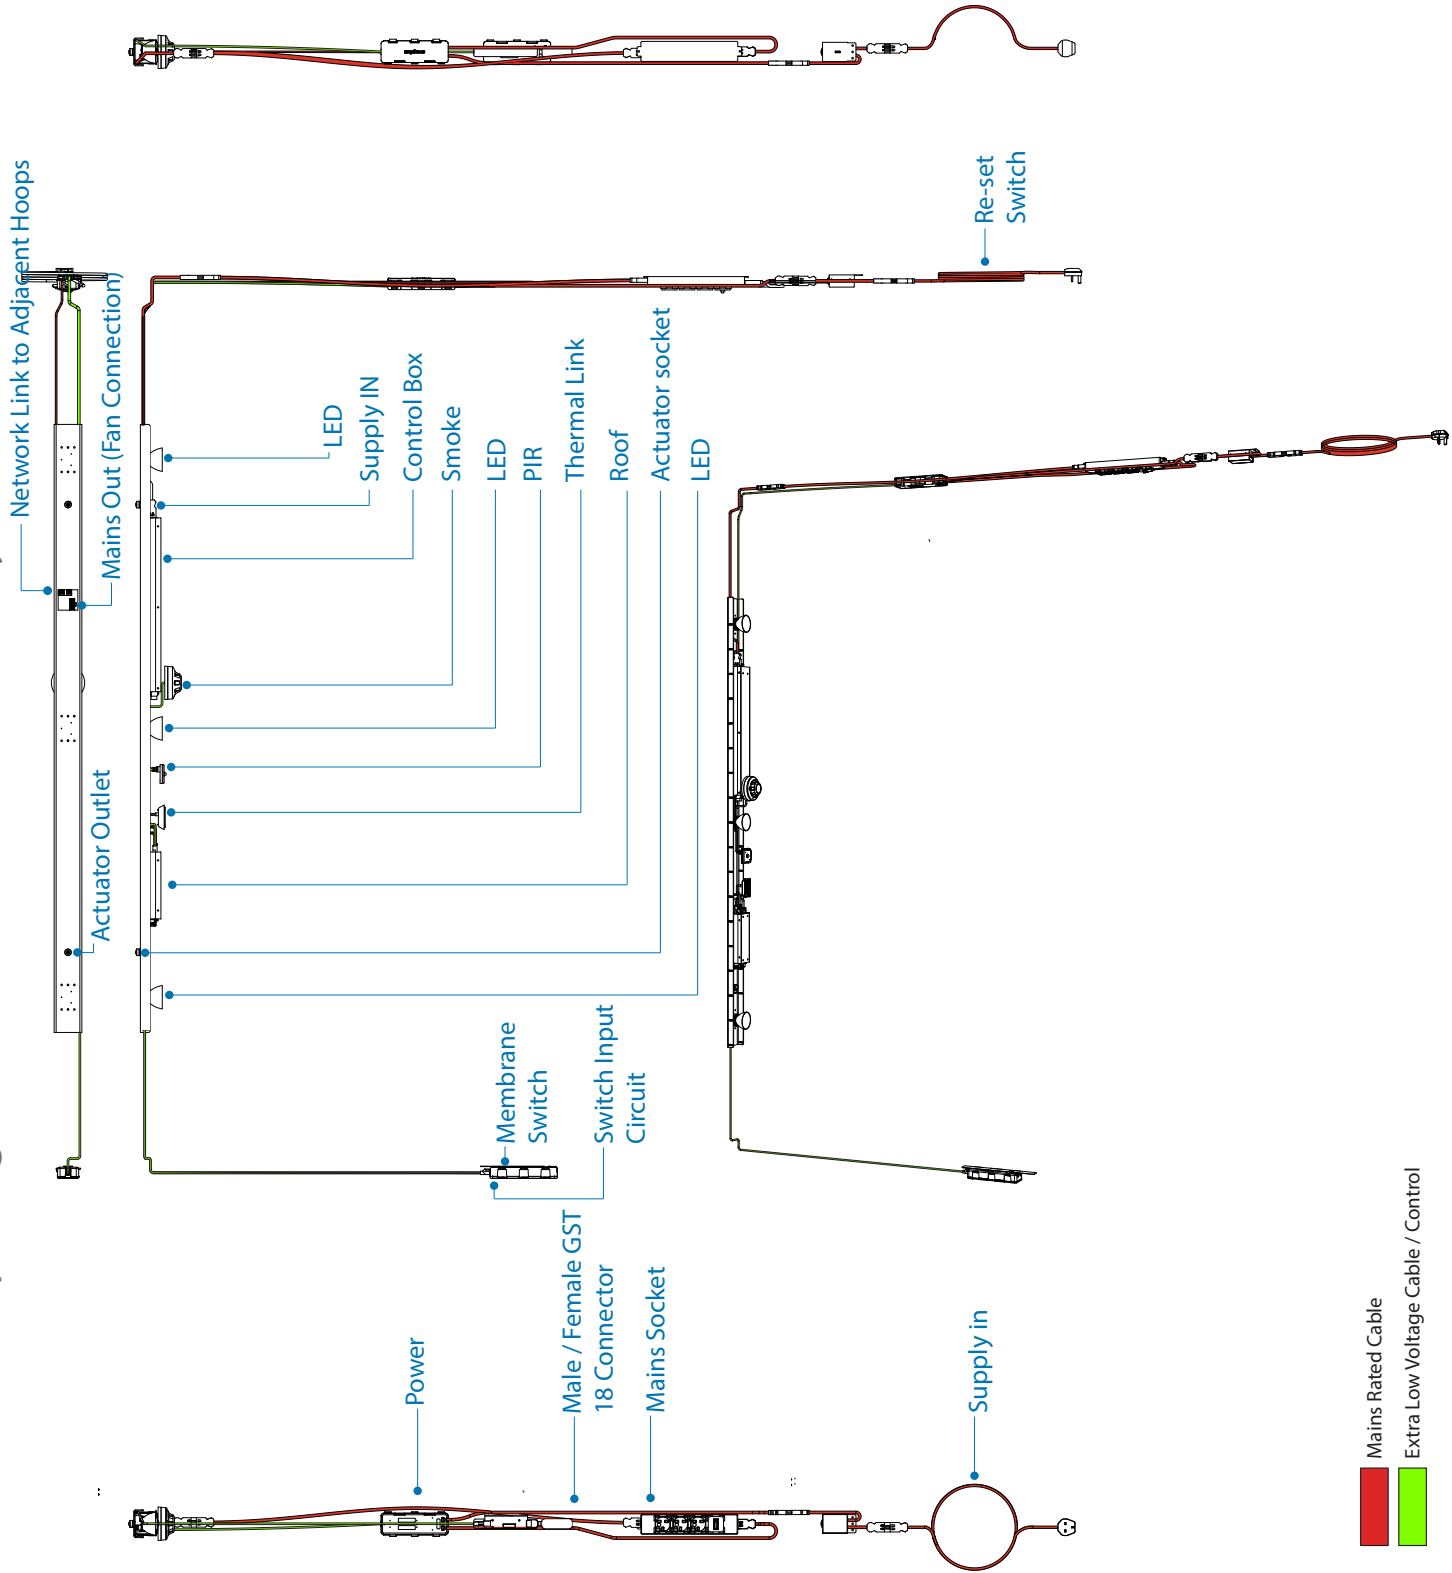 Network Link to Adjacent Hoops
Mains Out (Fan Connection)
Actuator Outlet
LED
Supply IN
Control Box
Smoke
LED
PIR
Thermal Link
Roof
Actuator socket
LED
Re-set
Switch
Membrane
Switch
Switch Input
Circuit
Power
Male / Female GST
18 Connector
Mains Socket
Supply in
Mains Rated Cable
Extra Low Voltage Cable / Control